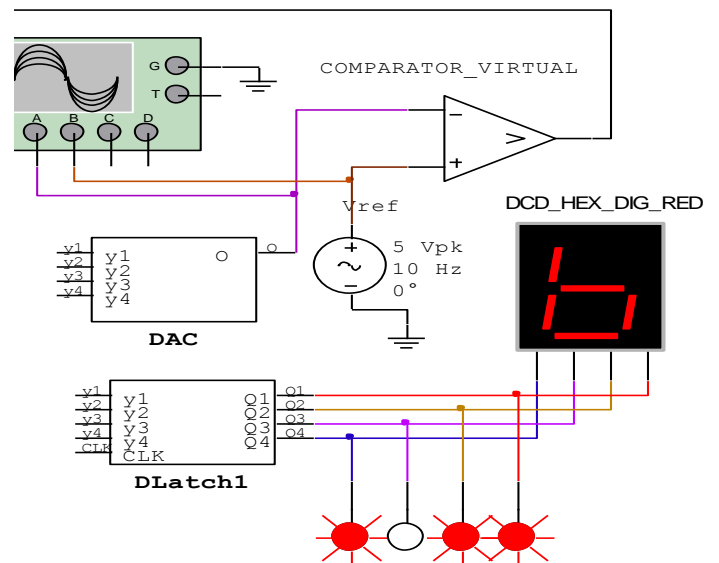 G
COMPARATOR_VIRTUAL
T
A B C D
−
>
+
DCD_HEX_DIG_RED
Vref
y1
y2
y3
y4
y1
y2
y3
y4
O
O
+
−
5 Vpk
10 Hz
0°
b
DAC
y1
y2
y3
y4
CLK
y1
y2
y3
y4
CLK
Q1
Q2
Q3
Q4
Q1
Q2
Q3
Q4
DLatch1